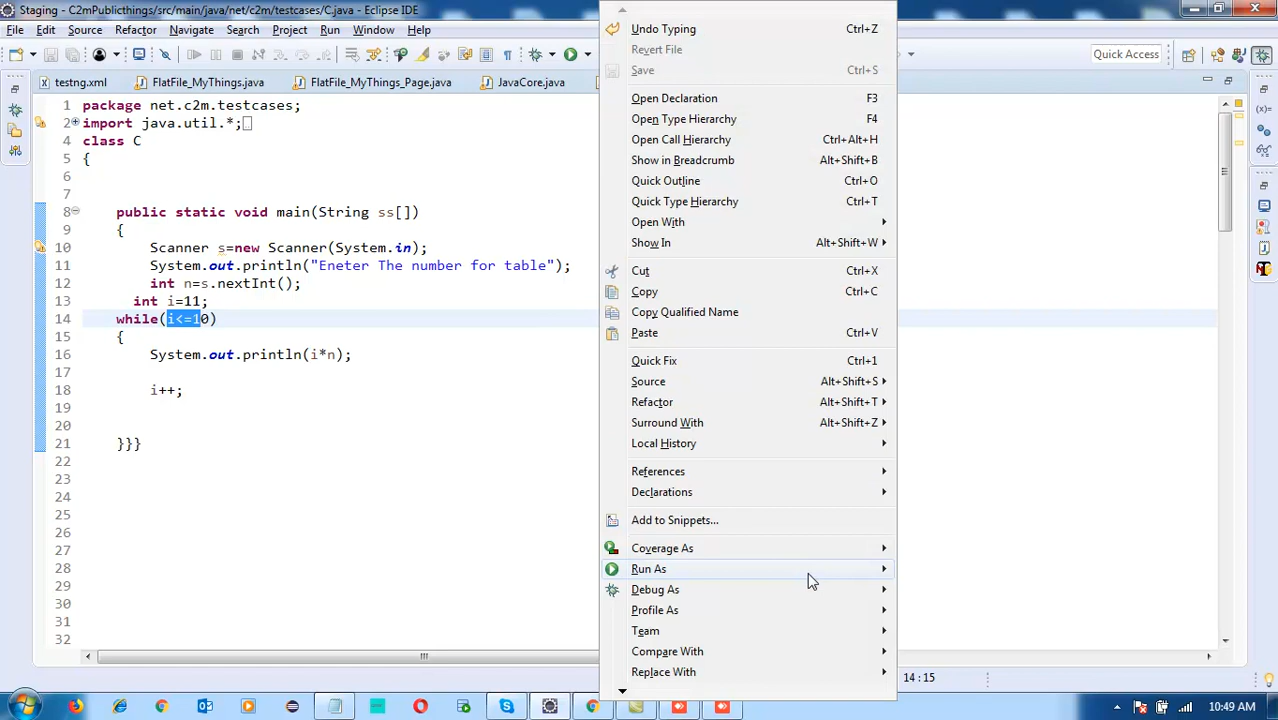 Staging - C2mPublicthings/src/main/java/net/c2m/testcases/C.java - Eclipse IDE
File Edit Source Refactor Navigate Search Project Run Window Help
Quick Access
testng.xml FlatFile_MyThings.java FlatFile_MyThings_Page.java JavaCore.java
1 package net.c2m.testcases;
2 import java.util.*;
4 class C
5 {
6
7
8 public static void main(String ss[])
9 {
10 Scanner s=new Scanner(System.in);
11 System.out.println("Eneter The number for table");
12 int n=s.nextInt();
13 int i=11;
14 while(i<=10)
15 {
16 System.out.println(i*n);
17
18 i++;
19
20
21 }}}
22
23
24
25
26
27
28
29
30
31
32
Undo Typing Ctrl+Z
Revert File
Save Ctrl+S
Open Declaration F3
Open Type Hierarchy F4
Open Call Hierarchy Ctrl+Alt+H
Show in Breadcrumb Alt+Shift+B
Quick Outline Ctrl+O
Quick Type Hierarchy Ctrl+T
Open With
Show In Alt+Shift+W
Cut Ctrl+X
Copy Ctrl+C
Copy Qualified Name
Paste Ctrl+V
Quick Fix Ctrl+1
Source Alt+Shift+S
Refactor Alt+Shift+T
Surround With Alt+Shift+Z
Local History
References
Declarations
Add to Snippets...
Coverage As
Run As
Debug As
Profile As
Team
Compare With
Replace With
14 : 15
10:49 AM